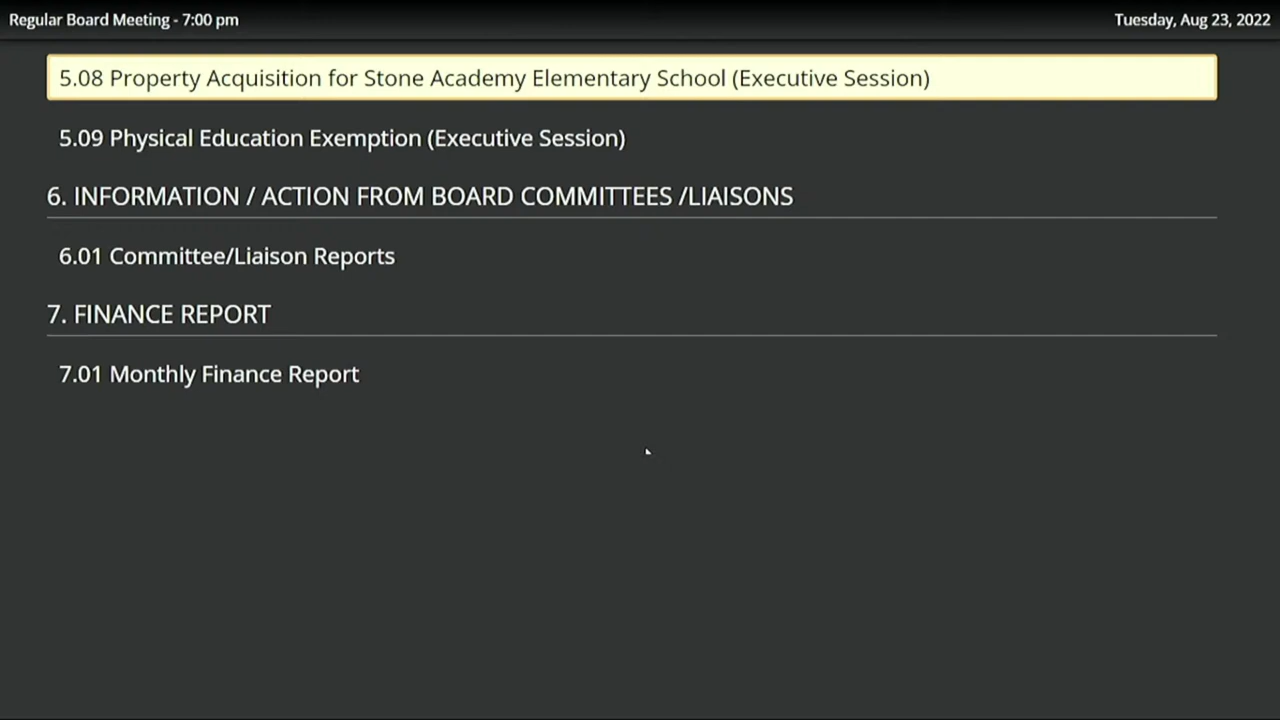 Regular Board Meeting - 7:00 pm
Tuesday, Aug 23, 2022
5.08 Property Acquisition for Stone Academy Elementary School (Executive Session)
5.09 Physical Education Exemption (Executive Session)
6. INFORMATION / ACTION FROM BOARD COMMITTEES /LIAISONS
6.01 Committee/Liaison Reports
7. FINANCE REPORT
7.01 Monthly Finance Report